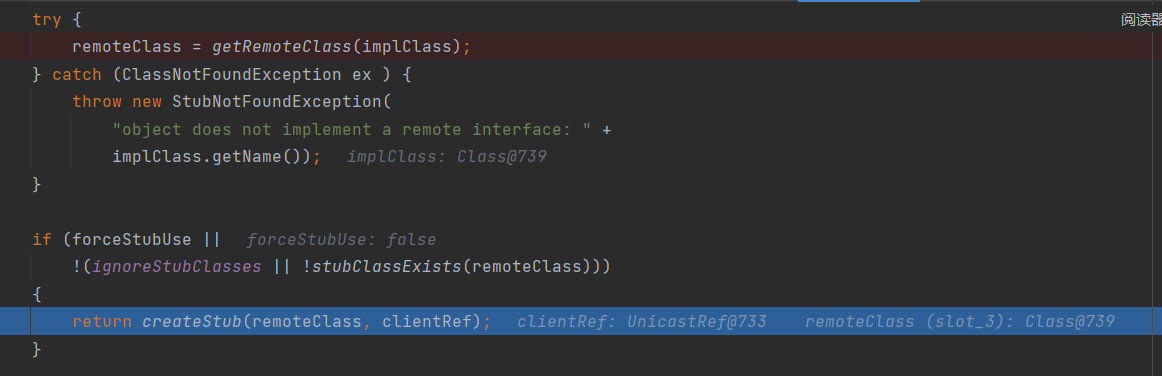 try {
阅读器
remoteClass = getRemoteClass(implClass);
} catch (ClassNotFoundException ex ) {
throw new StubNotFoundException(
"object does not implement a remote interface: " +
implClass.getName()); implClass: Class@739
}
if (forceStubUse || forceStubUse: false
!(ignoreStubClasses || !stubClassExists(remoteClass)))
{
return createStub(remoteClass, clientRef); clientRef: UnicastRef@733 remoteClass (slot_3): Class@739
}